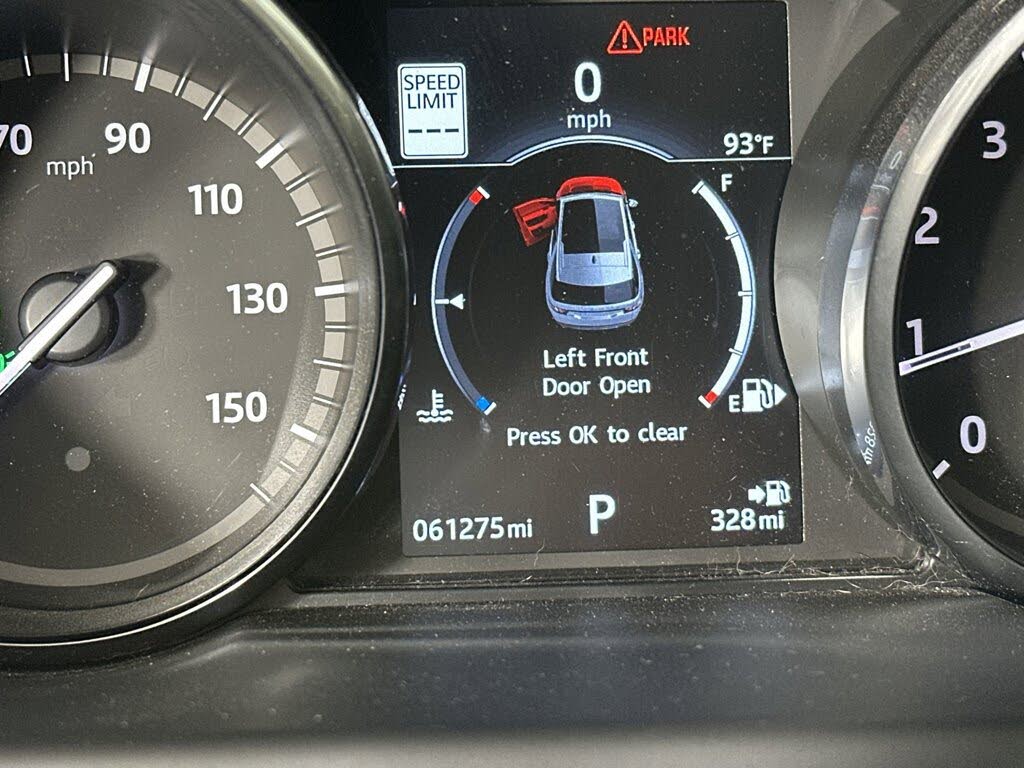 PARK
SPEED
LIMIT
---
0
mph
93°F
70
90
mph
110
130
150
F
E
Left Front
Door Open
Press OK to clear
061275mi
P
328mi
3
2
1
0